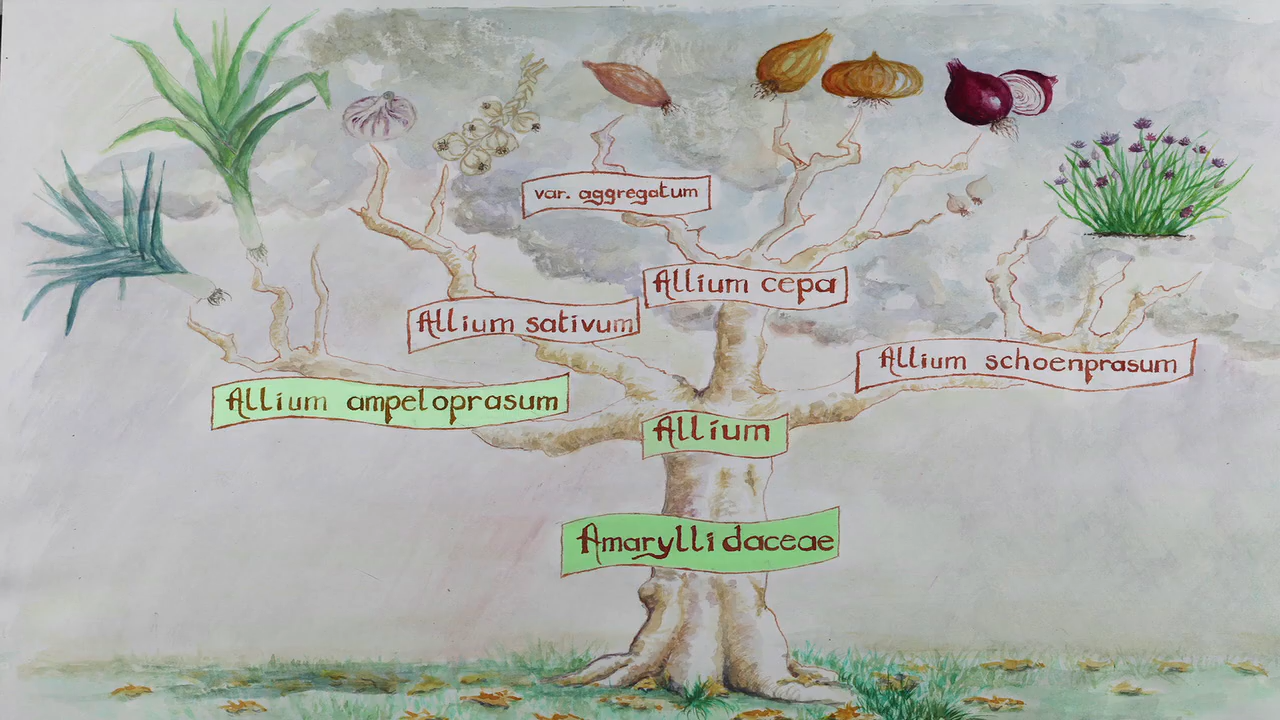 var. aggregatum
Allium cepa
Allium sativum
Allium schoenprasum
Allium ampeloprasum
Allium
Amaryllidaceae